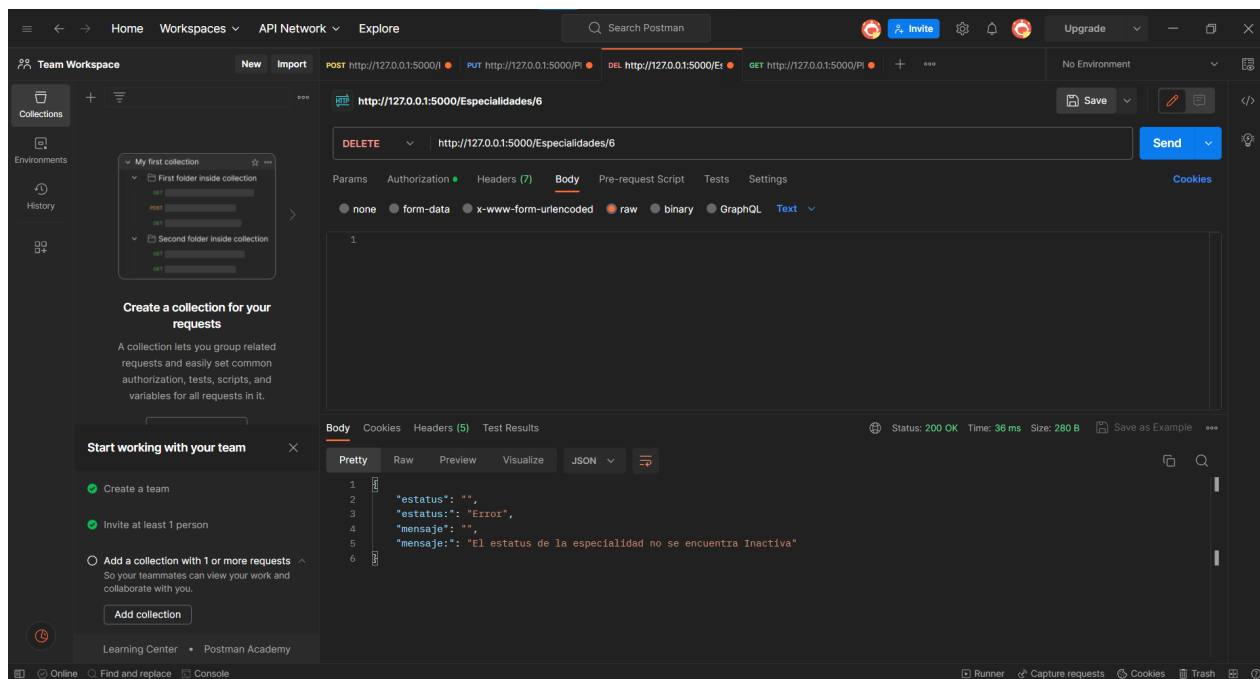 Home Workspaces API Network Explore Search Postman Invite Upgrade
Team Workspace New Import POST http://127.0.0.1:5000/I PUT http://127.0.0.1:5000/Pl DEL http://127.0.0.1:5000/Es GET http://127.0.0.1:5000/Pl No Environment
Collections
Environments
History
HTTP http://127.0.0.1:5000/Especialidades/6 Save
DELETE http://127.0.0.1:5000/Especialidades/6 Send
Params Authorization Headers (7) Body Pre-request Script Tests Settings Cookies
none form-data x-www-form-urlencoded raw binary GraphQL Text
1
My first collection
First folder inside collection
GET
POST
GET
Second folder inside collection
GET
GET
Create a collection for your
requests
A collection lets you group related
requests and easily set common
authorization, tests, scripts, and
variables for all requests in it.
Start working with your team
Create a team
Invite at least 1 person
Add a collection with 1 or more requests
So your teammates can view your work and
collaborate with you.
Add collection
Learning Center • Postman Academy
Body Cookies Headers (5) Test Results Status: 200 OK Time: 36 ms Size: 280 B Save as Example
Pretty Raw Preview Visualize JSON
1 {
2 "estatus": "",
3 "estatus:": "Error",
4 "mensaje": "",
5 "mensaje:": "El estatus de la especialidad no se encuentra Inactiva"
6 }
Online Find and replace Console Runner Capture requests Cookies Trash